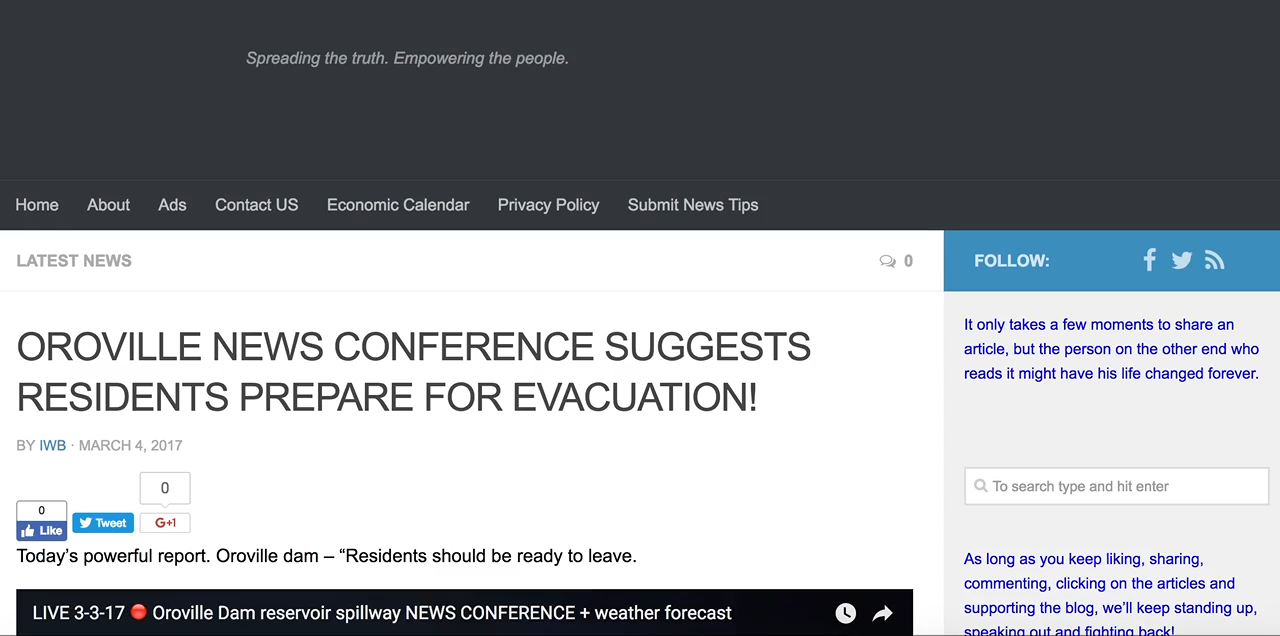 Spreading the truth. Empowering the people.
Home About Ads Contact US Economic Calendar Privacy Policy Submit News Tips
LATEST NEWS
0
OROVILLE NEWS CONFERENCE SUGGESTS
RESIDENTS PREPARE FOR EVACUATION!
BY IWB · MARCH 4, 2017
0
0
Like
Tweet
G+1
Today’s powerful report. Oroville dam – “Residents should be ready to leave.
LIVE 3-3-17 🔴 Oroville Dam reservoir spillway NEWS CONFERENCE + weather forecast
FOLLOW:
It only takes a few moments to share an
article, but the person on the other end who
reads it might have his life changed forever.
To search type and hit enter
As long as you keep liking, sharing,
commenting, clicking on the articles and
supporting the blog, we’ll keep standing up,
speaking out and fighting back!